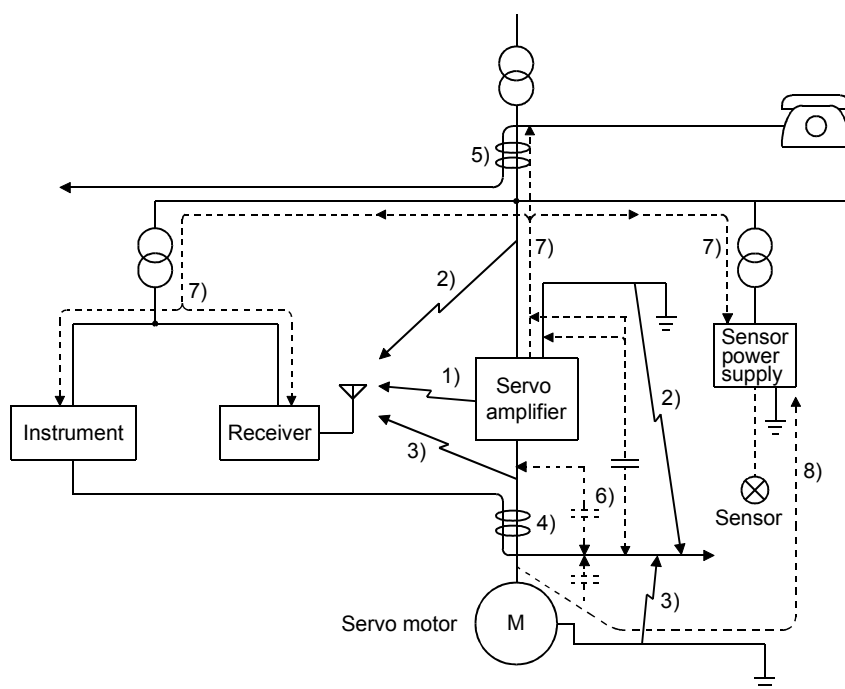 5)
7)
2)
7)
7)
Sensor
power
supply
1)
Servo
amplifier
2)
Instrument
Receiver
3)
8)
6)
4)
Sensor
3)
Servo motor
M